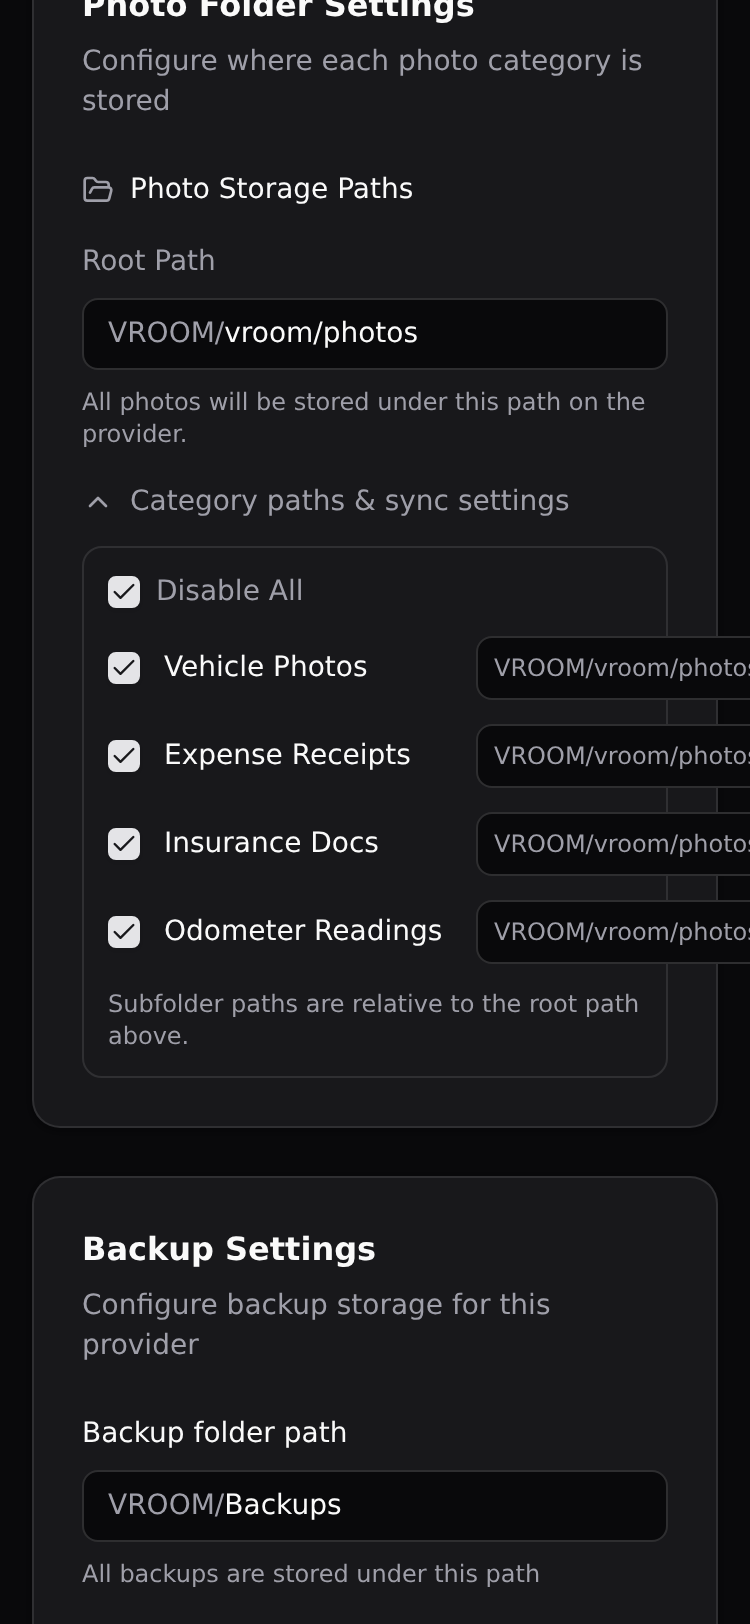 Photo Folder Settings
Configure where each photo category is
stored
Photo Storage Paths
Root Path
VROOM/vroom/photos
All photos will be stored under this path on the
provider.
Category paths & sync settings
Disable All
Vehicle Photos VROOM/vroom/photos
Expense Receipts VROOM/vroom/photos
Insurance Docs VROOM/vroom/photos
Odometer Readings VROOM/vroom/photos
Subfolder paths are relative to the root path
above.
Backup Settings
Configure backup storage for this
provider
Backup folder path
VROOM/Backups
All backups are stored under this path